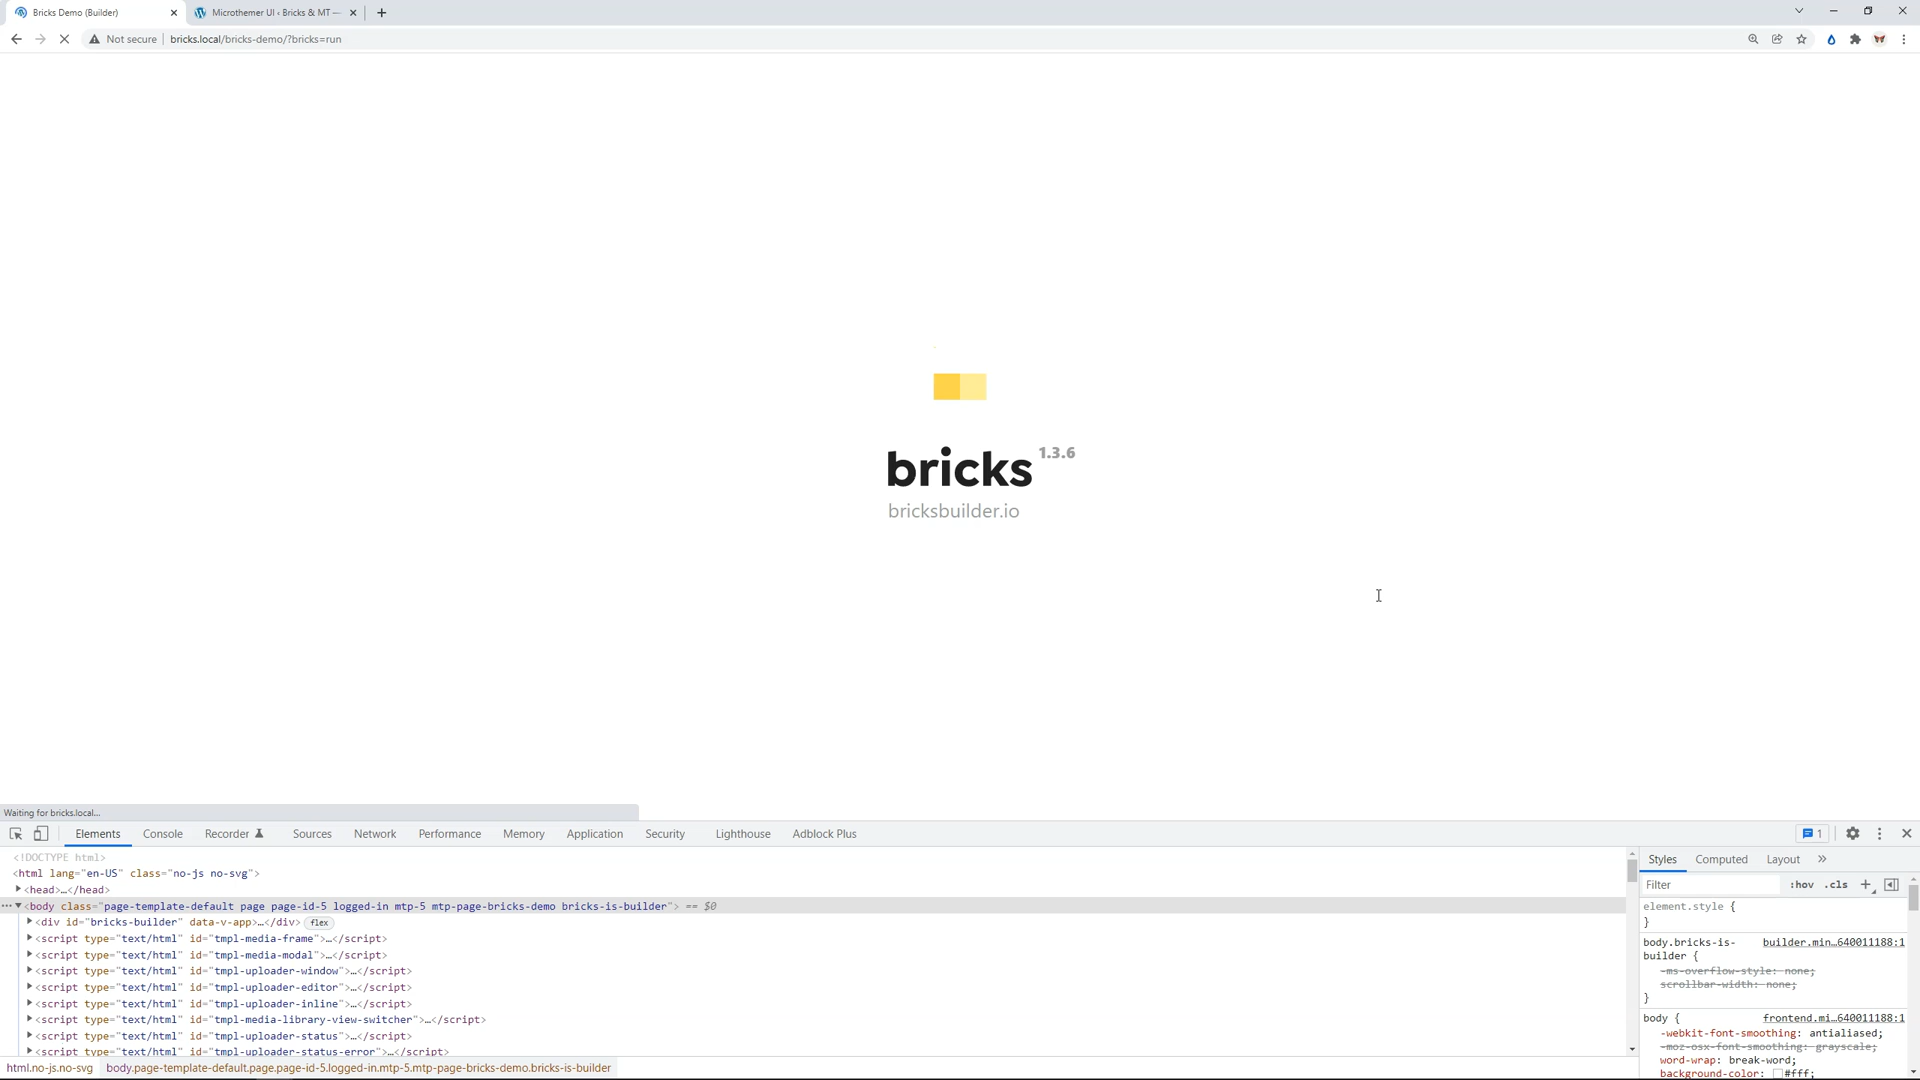 Bricks Demo (Builder)
Microthemer UI ‹ Bricks & MT —
Not secure
bricks.local/bricks-demo/?bricks=run
bricks 1.3.6
bricksbuilder.io
Waiting for bricks.local...
Elements Console Recorder Sources Network Performance Memory Application Security Lighthouse Adblock Plus 1
<!DOCTYPE html>
<html lang="en-US" class="no-js no-svg">
<head>…</head>
<body class="page-template-default page page-id-5 logged-in mtp-5 mtp-page-bricks-demo bricks-is-builder"> == $0
<div id="bricks-builder" data-v-app>…</div> flex
<script type="text/html" id="tmpl-media-frame">…</script>
<script type="text/html" id="tmpl-media-modal">…</script>
<script type="text/html" id="tmpl-uploader-window">…</script>
<script type="text/html" id="tmpl-uploader-editor">…</script>
<script type="text/html" id="tmpl-uploader-inline">…</script>
<script type="text/html" id="tmpl-media-library-view-switcher">…</script>
<script type="text/html" id="tmpl-uploader-status">…</script>
<script type="text/html" id="tmpl-uploader-status-error">…</script>
html.no-js.no-svg body.page-template-default.page.page-id-5.logged-in.mtp-5.mtp-page-bricks-demo.bricks-is-builder
Styles Computed Layout »
Filter :hov .cls +
element.style {
}
body.bricks-is- builder.min…640011188:1
builder {
-ms-overflow-style: none;
scrollbar-width: none;
}
body { frontend.mi…640011188:1
-webkit-font-smoothing: antialiased;
-moz-osx-font-smoothing: grayscale;
word-wrap: break-word;
background-color: #fff;